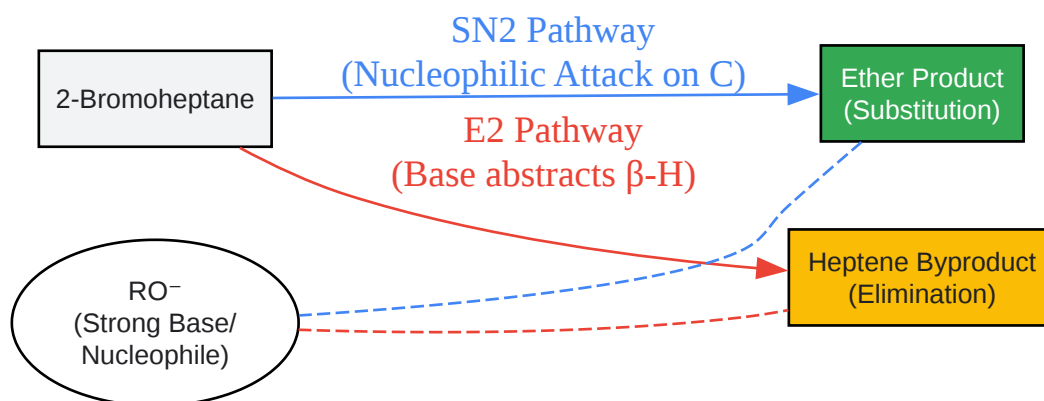 SN2 Pathway
(Nucleophilic Attack on C)
2-Bromoheptane
Ether Product
(Substitution)
E2 Pathway
(Base abstracts β-H)
Heptene Byproduct
(Elimination)
RO⁻
(Strong Base/
Nucleophile)